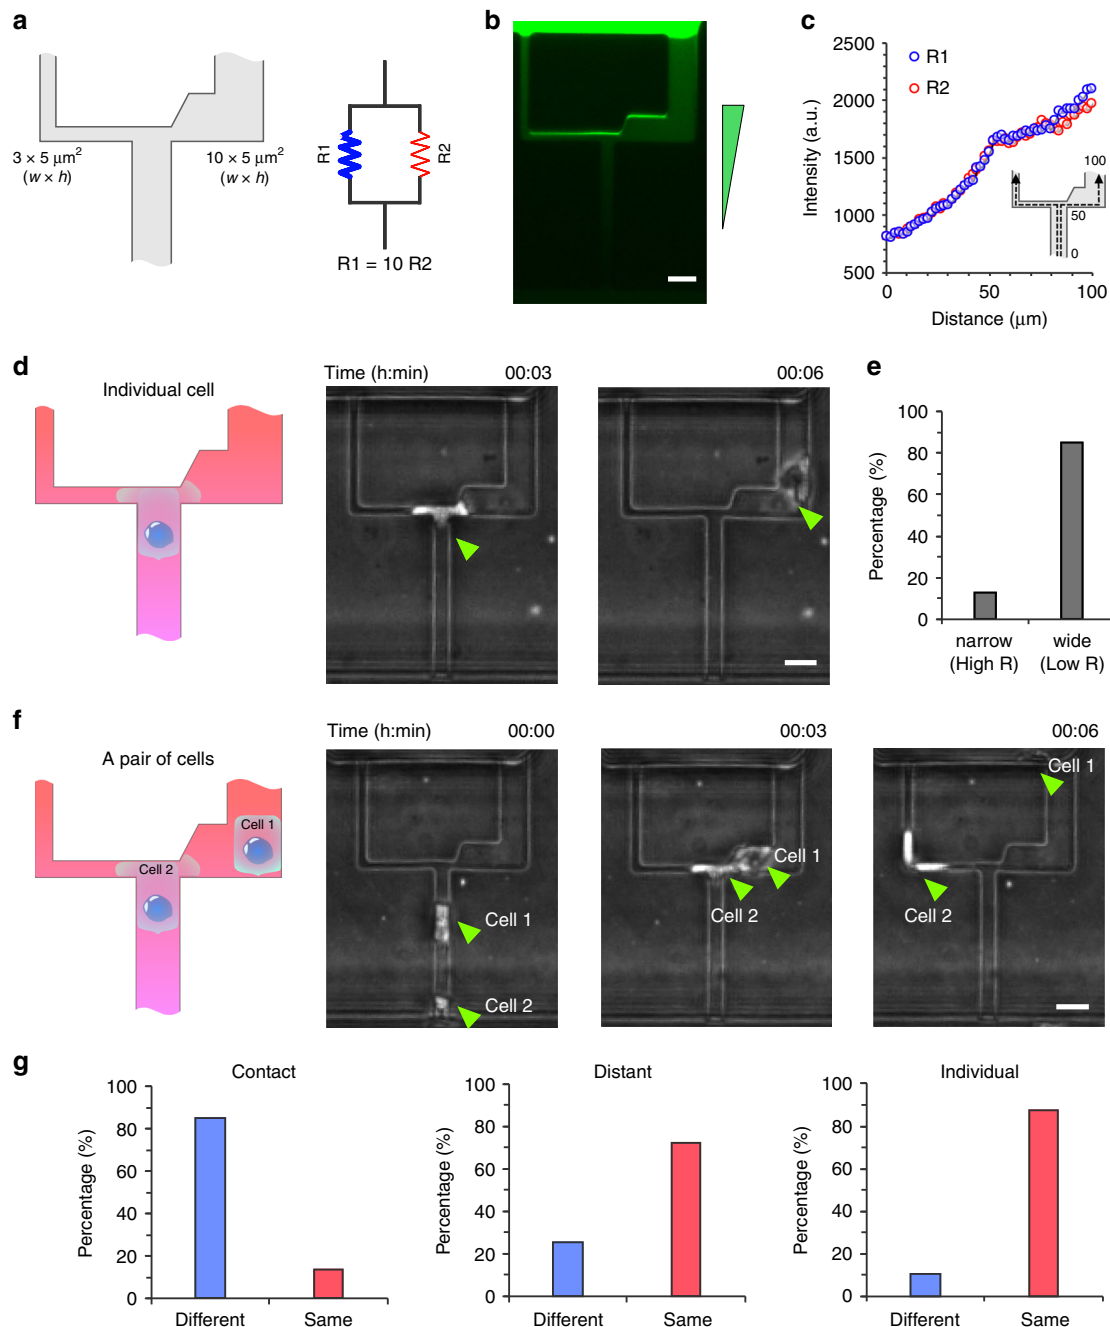 a
3 × 5 μm²
(w × h)
10 × 5 μm²
(w × h)
R1
R2
R1 = 10 R2
b
c
Intensity (a.u.)
2500
2000
1500
1000
500
R1
R2
100
50
0
0
50
100
Distance (μm)
d
Individual cell
Time (h:min)
00:03
00:06
e
Percentage (%)
100
80
60
40
20
0
narrow
(High R)
wide
(Low R)
f
A pair of cells
Cell 1
Cell 2
Time (h:min)
00:00
Cell 1
Cell 2
00:03
Cell 1
Cell 2
00:06
Cell 1
Cell 2
g
Contact
Percentage (%)
100
80
60
40
20
0
Different
Same
Distant
Percentage (%)
100
80
60
40
20
0
Different
Same
Individual
Percentage (%)
100
80
60
40
20
0
Different
Same